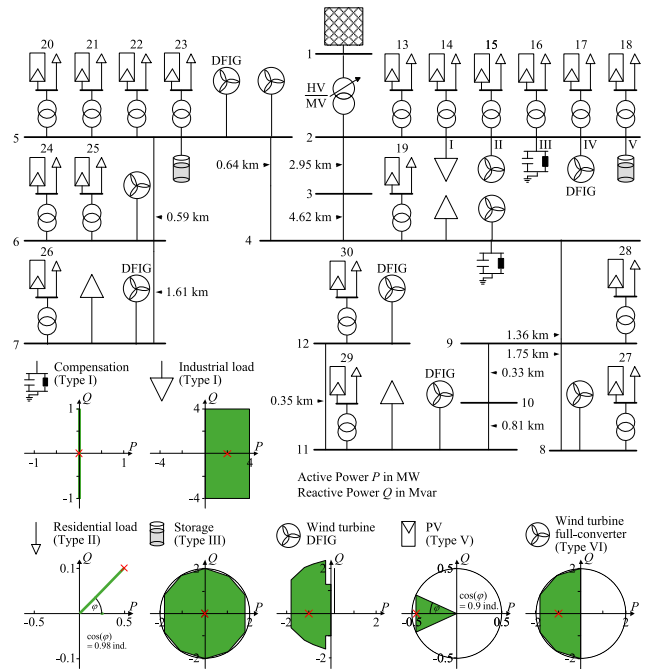 1
20 21 22 23
DFIG
HV
MV
13 14 15 16 17 18
5
2
I II III IV V
24 25
0.64 km
2.95 km
19
DFIG
3
0.59 km
4.62 km
6
4
26
DFIG
1.61 km
30
DFIG
28
7
12
9
1.36 km
1.75 km
Compensation
(Type I)
Industrial load
(Type I)
0.35 km
29
DFIG
0.33 km
27
10
0.81 km
11
8
Q
1
P
-1 1
-1
Q
4
P
-4 4
-4
Active Power P in MW
Reactive Power Q in Mvar
Residential load
(Type II)
Storage
(Type III)
Wind turbine
DFIG
PV
(Type V)
Wind turbine
full-converter
(Type VI)
Q
0.1
P
-0.5 0.5
φ
cos(φ)
= 0.98 ind.
-0.1
Q
2
P
-2 2
-2
Q
2
P
-2 2
-2
Q
0.5
P
-0.5 0.5
φ
cos(φ)
= 0.9 ind.
-0.5
Q
2
P
-2 2
-2